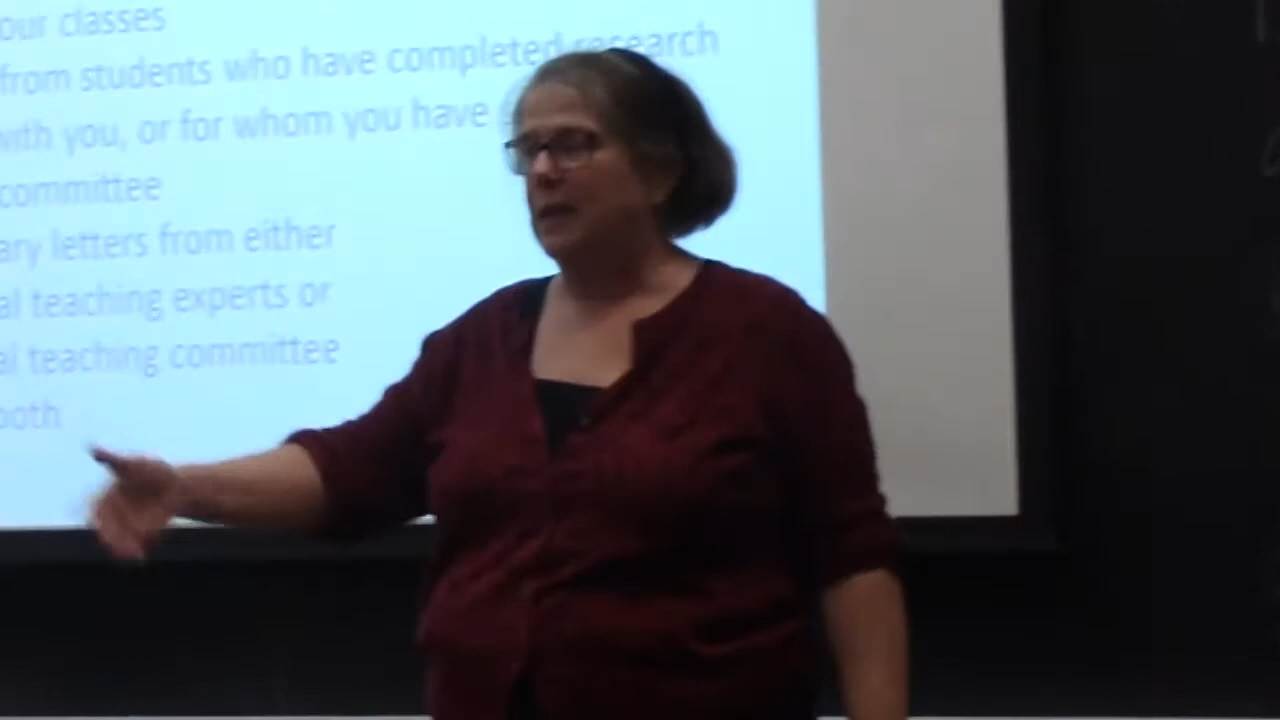 our classes
from students who have completed research
with you, or for whom you have
committee
ary letters from either
al teaching experts or
al teaching committee
both